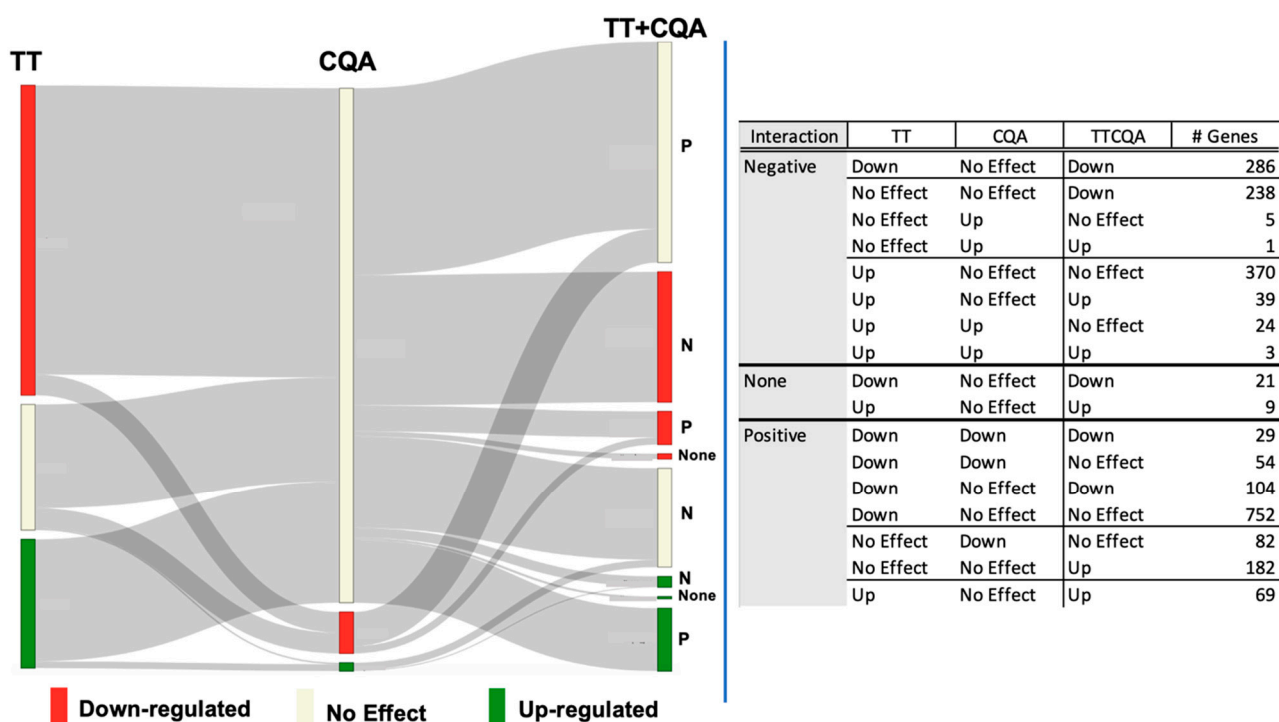 TT
CQA
TT+CQA
P
N
P
None
N
N
None
P
Down-regulated
No Effect
Up-regulated
Interaction TT CQA TTCQA # Genes
Negative Down No Effect Down 286
No Effect No Effect Down 238
No Effect Up No Effect 5
No Effect Up Up 1
Up No Effect No Effect 370
Up No Effect Up 39
Up Up No Effect 24
Up Up Up 3
None Down No Effect Down 21
Up No Effect Up 9
Positive Down Down Down 29
Down Down No Effect 54
Down No Effect Down 104
Down No Effect No Effect 752
No Effect Down No Effect 82
No Effect No Effect Up 182
Up No Effect Up 69